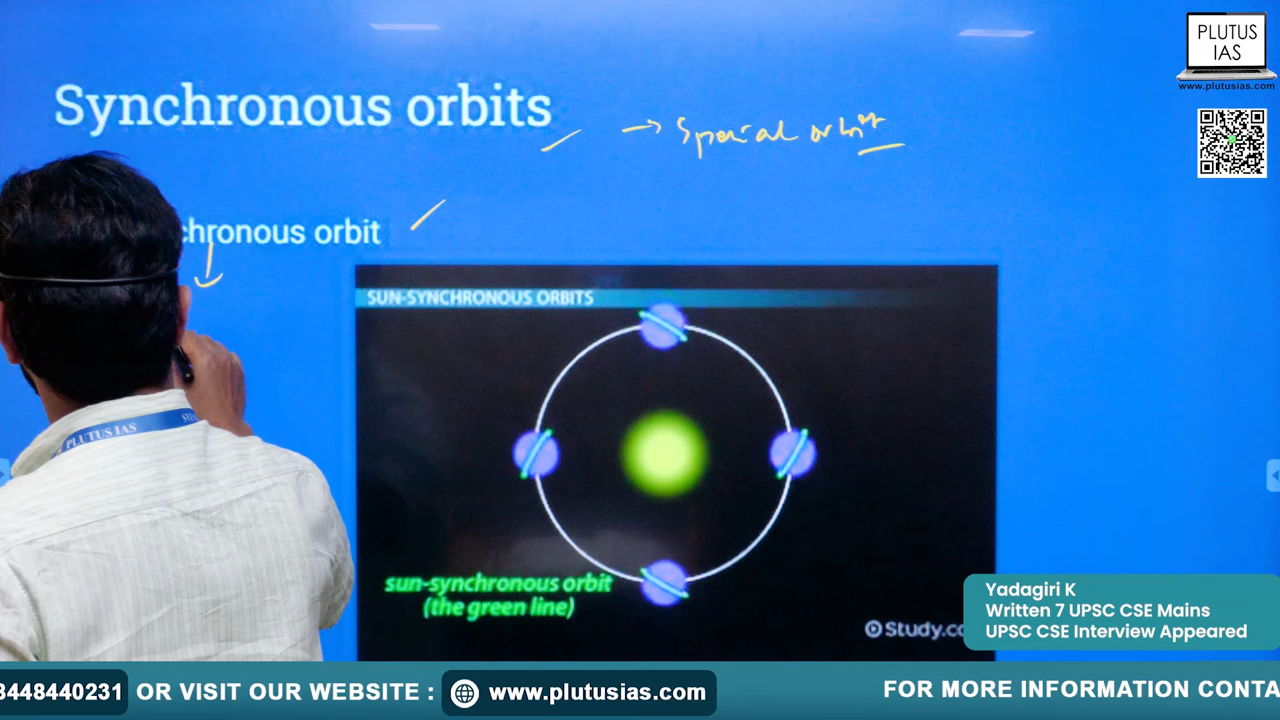 PLUTUS
IAS
www.plutusias.com
Synchronous orbits
→ Special orbit
chronous orbit
SUN-SYNCHRONOUS ORBITS
PLUTUS IAS
sun-synchronous orbit
(the green line)
Study.co
Yadagiri K
Written 7 UPSC CSE Mains
UPSC CSE Interview Appeared
8448440231 OR VISIT OUR WEBSITE : www.plutusias.com FOR MORE INFORMATION CONTA